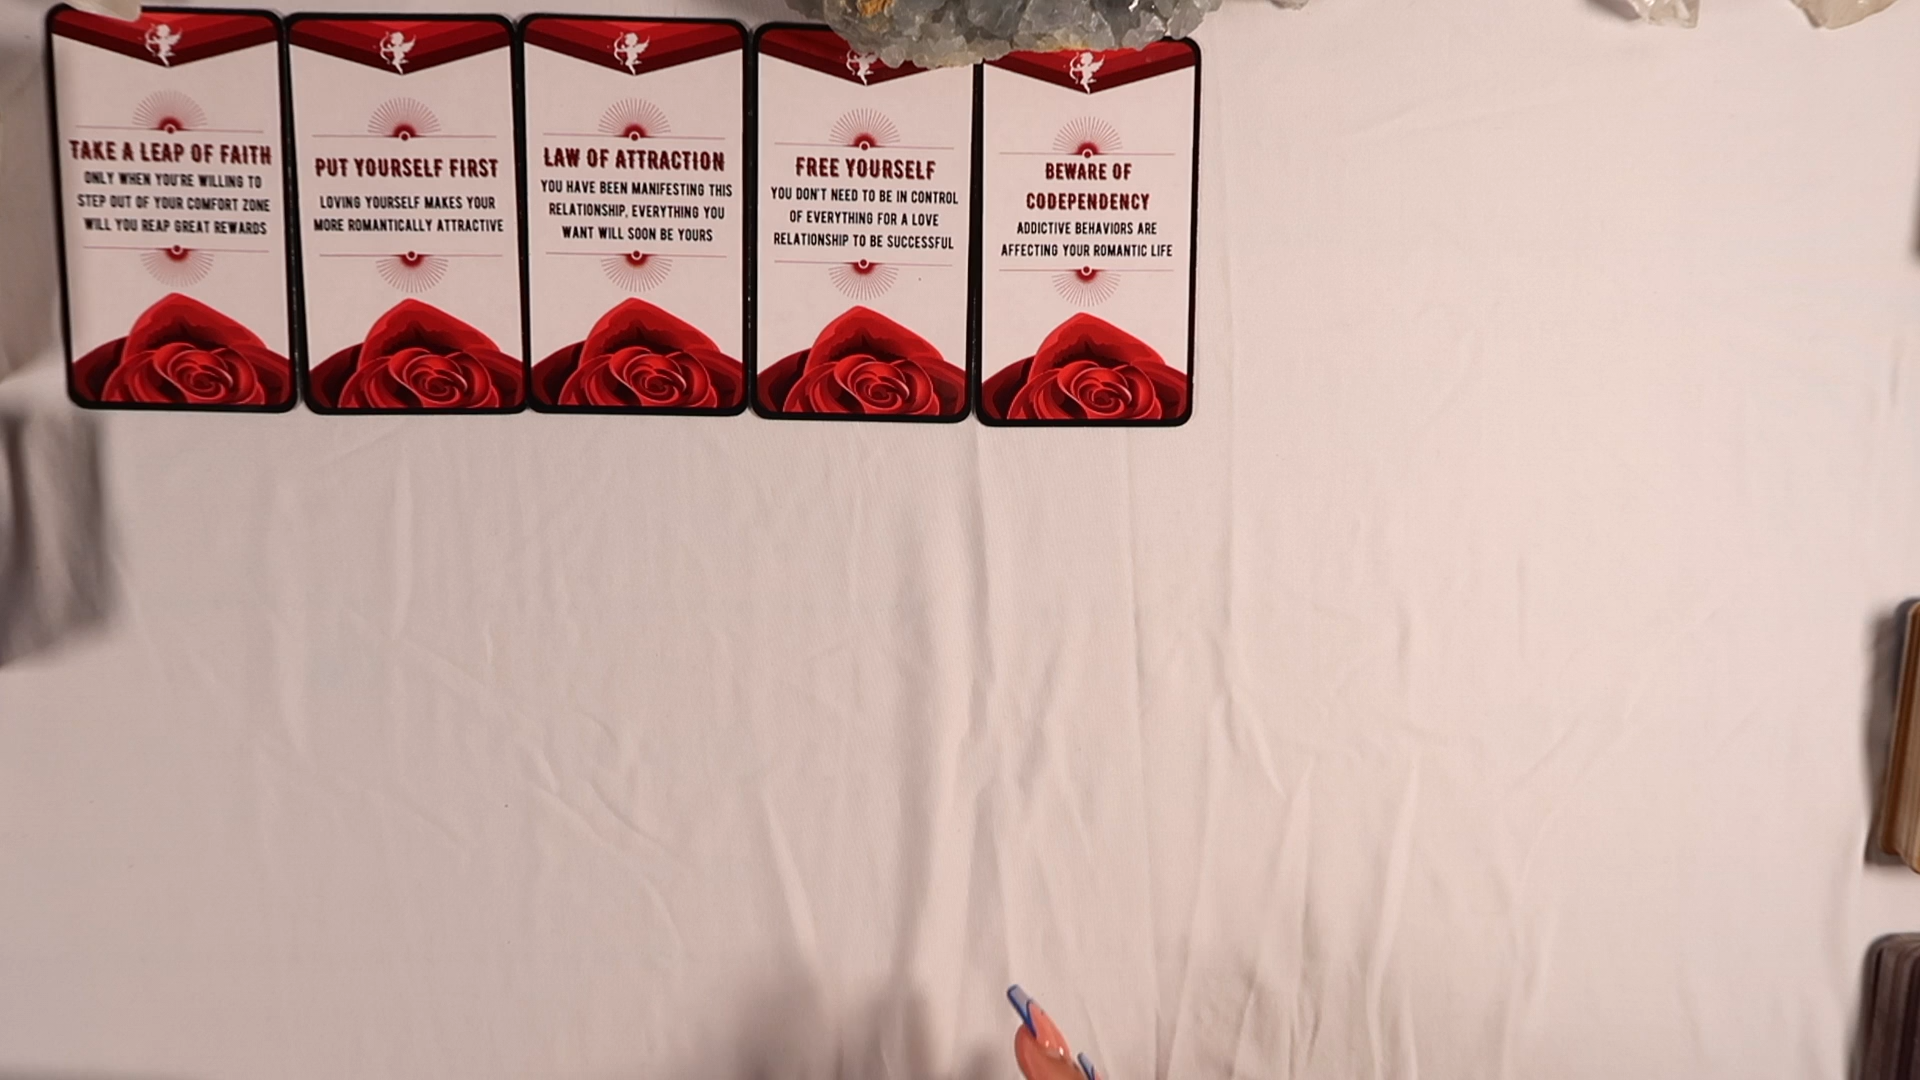 TAKE A LEAP OF FAITH
ONLY WHEN YOU'RE WILLING TO
STEP OUT OF YOUR COMFORT ZONE
WILL YOU REAP GREAT REWARDS
PUT YOURSELF FIRST
LOVING YOURSELF MAKES YOUR
MORE ROMANTICALLY ATTRACTIVE
LAW OF ATTRACTION
YOU HAVE BEEN MANIFESTING THIS
RELATIONSHIP, EVERYTHING YOU
WANT WILL SOON BE YOURS
FREE YOURSELF
YOU DON'T NEED TO BE IN CONTROL
OF EVERYTHING FOR A LOVE
RELATIONSHIP TO BE SUCCESSFUL
BEWARE OF
CODEPENDENCY
ADDICTIVE BEHAVIORS ARE
AFFECTING YOUR ROMANTIC LIFE